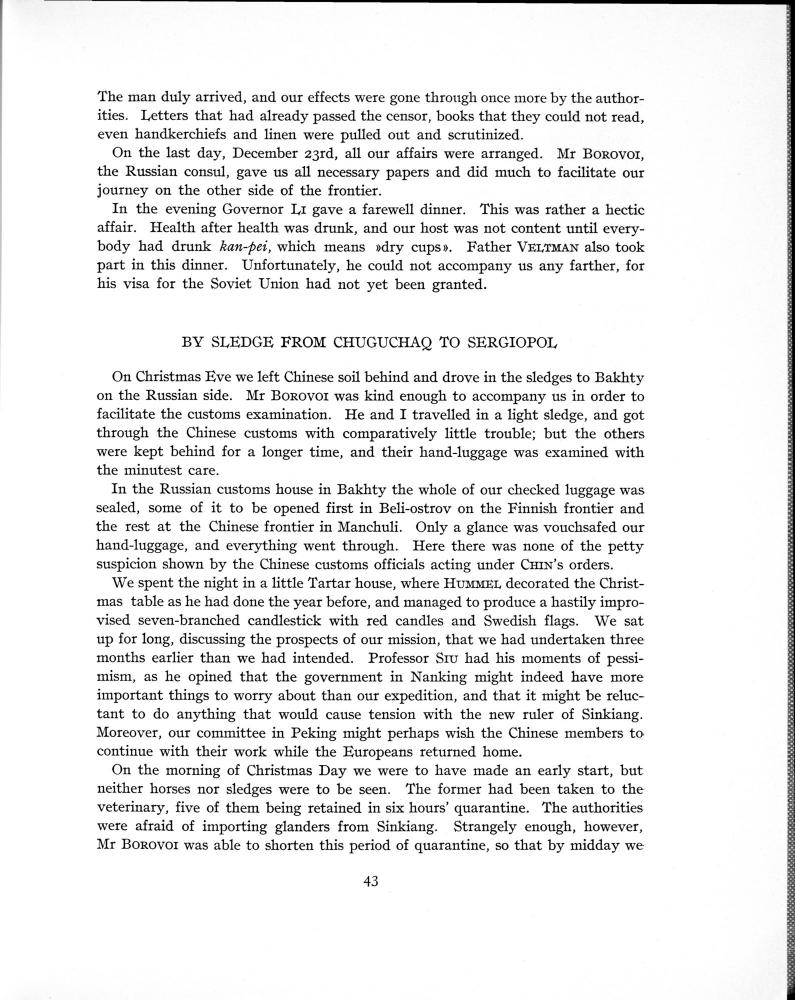 The man duly arrived, and our effects were gone through once more by the author-
ities. Letters that had already passed the censor, books that they could not read,
even handkerchiefs and linen were pulled out and scrutinized.
On the last day, December 23rd, all our affairs were arranged. Mr BOROVOI,
the Russian consul, gave us all necessary papers and did much to facilitate our
journey on the other side of the frontier.
In the evening Governor LI gave a farewell dinner. This was rather a hectic
affair. Health after health was drunk, and our host was not content until every-
body had drunk kan-pei, which means »dry cups». Father VELTMAN also took
part in this dinner. Unfortunately, he could not accompany us any farther, for
his visa for the Soviet Union had not yet been granted.
BY SLEDGE FROM CHUGUCHAQ TO SERGIOPOL
On Christmas Eve we left Chinese soil behind and drove in the sledges to Bakhty
on the Russian side. Mr BOROVOI was kind enough to accompany us in order to
facilitate the customs examination. He and I travelled in a light sledge, and got
through the Chinese customs with comparatively little trouble; but the others
were kept behind for a longer time, and their hand-luggage was examined with
the minutest care.
In the Russian customs house in Bakhty the whole of our checked luggage was
sealed, some of it to be opened first in Beli-ostrov on the Finnish frontier and
the rest at the Chinese frontier in Manchuli. Only a glance was vouchsafed our
hand-luggage, and everything went through. Here there was none of the petty
suspicion shown by the Chinese customs officials acting under CHIN's orders.
We spent the night in a little Tartar house, where HUMMEL decorated the Christ-
mas table as he had done the year before, and managed to produce a hastily impro-
vised seven-branched candlestick with red candles and Swedish flags. We sat
up for long, discussing the prospects of our mission, that we had undertaken three
months earlier than we had intended. Professor SIU had his moments of pessi-
mism, as he opined that the government in Nanking might indeed have more
important things to worry about than our expedition, and that it might be reluc-
tant to do anything that would cause tension with the new ruler of Sinkiang.
Moreover, our committee in Peking might perhaps wish the Chinese members to
continue with their work while the Europeans returned home.
On the morning of Christmas Day we were to have made an early start, but
neither horses nor sledges were to be seen. The former had been taken to the
veterinary, five of them being retained in six hours' quarantine. The authorities
were afraid of importing glanders from Sinkiang. Strangely enough, however,
Mr BOROVOI was able to shorten this period of quarantine, so that by midday we
43